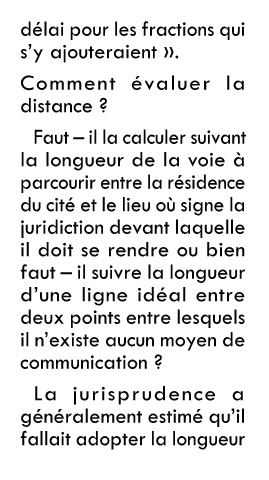 délai pour les fractions qui
s'y ajouteraient ».
Comment évaluer la
distance ?
Faut – il la calculer suivant
la longueur de la voie à
parcourir entre la résidence
du cité et le lieu où signe la
juridiction devant laquelle
il doit se rendre ou bien
faut – il suivre la longueur
d'une ligne idéal entre
deux points entre lesquels
il n'existe aucun moyen de
communication ?
La jurisprudence a
généralement estimé qu'il
fallait adopter la longueur